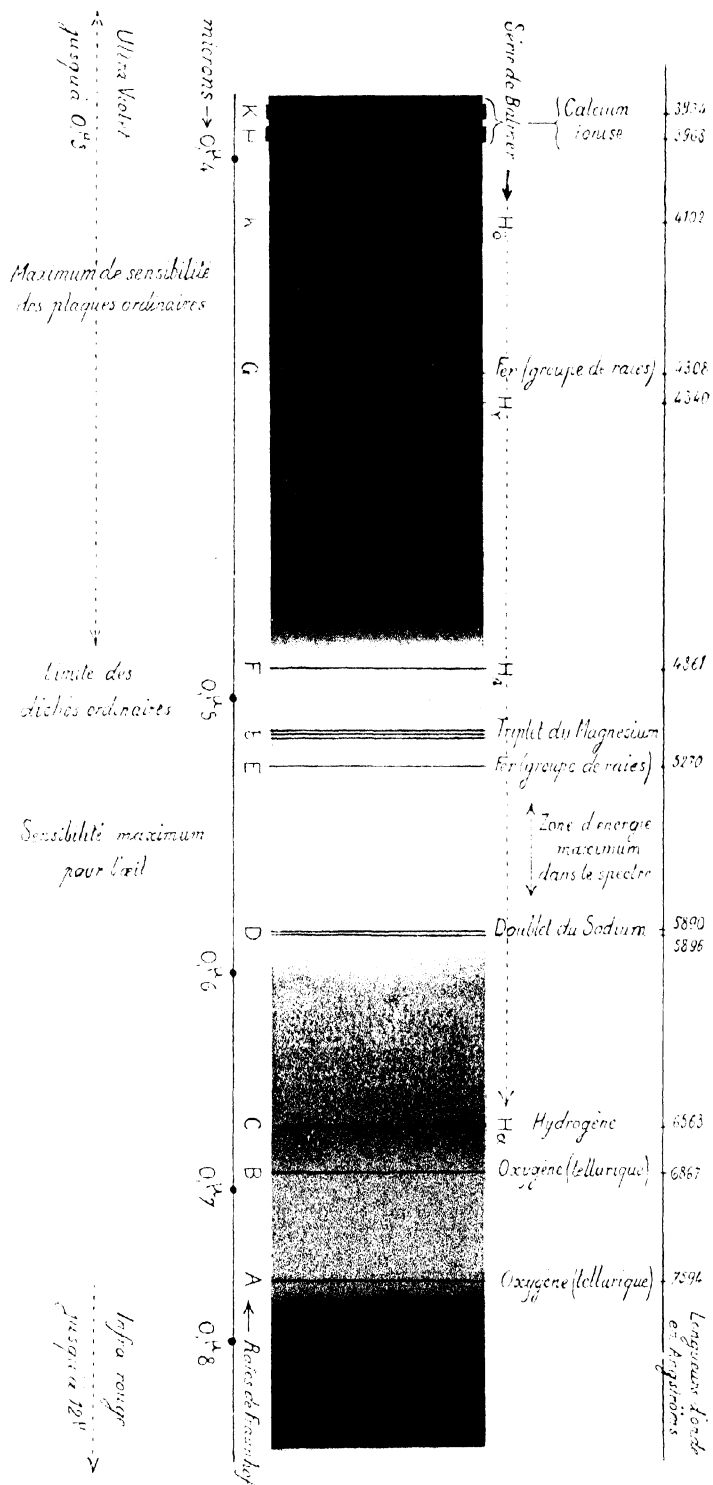 Ultra Violet
jusqu'à 0,μ3
microns → 0,μ4
Maximum de sensibilité
des plaques ordinaires
Limite des
clichés ordinaires
0,μ5
Sensibilité maximum
pour l'œil
0,μ6
0,μ7
0,μ8
Infra rouge
jusqu'à 12μ
K
H
h
G
F
b
E
D
C
B
A
← Raies de Fraunhof
Série de Balmer →
Calcium
ionisé
Hδ
Fer (groupe de raies)
Hγ
Triplet du Magnesium
Fer (groupe de raies)
Zone d'énergie
maximum
dans le spectre
Doublet du Sodium
Hα
Hydrogène
Oxygène (tellurique)
Oxygène (tellurique)
3934
3968
4102
4308
4340
4861
5270
5890
5896
6563
6867
7594
Longueurs d'onde
en Angströms